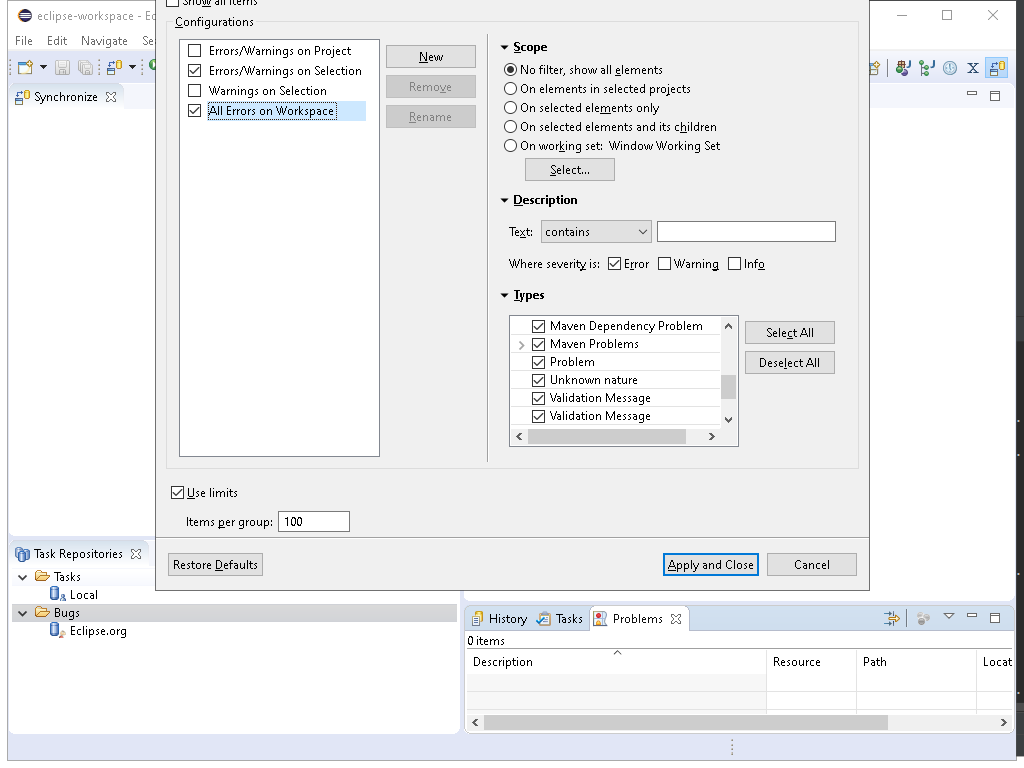 eclipse-workspace - Ec
Show all items
File Edit Navigate Se
Configurations
Synchronize
Errors/Warnings on Project
Errors/Warnings on Selection
Warnings on Selection
All Errors on Workspace
New
Remove
Rename
Scope
No filter, show all elements
On elements in selected projects
On selected elements only
On selected elements and its children
On working set: Window Working Set
Select...
Description
Text: contains
Where severity is: Error Warning Info
Types
Maven Dependency Problem
Maven Problems
Problem
Unknown nature
Validation Message
Validation Message
Select All
Deselect All
Use limits
Items per group: 100
Restore Defaults
Apply and Close
Cancel
Task Repositories
Tasks
Local
Bugs
Eclipse.org
History Tasks Problems
0 items
Description Resource Path Locat